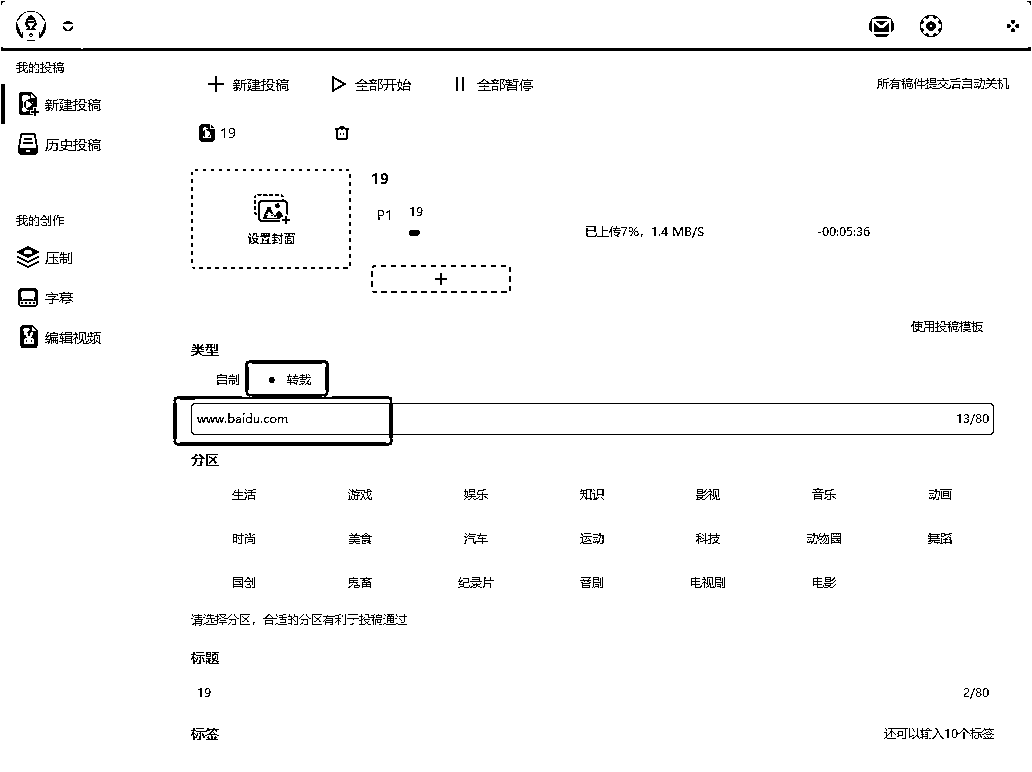 我的投稿
新建投稿
历史投稿
我的创作
压制
字幕
编辑视频
新建投稿 全部开始 全部暂停 所有稿件提交后自动关机
19
设置封面
19
P1 19
已上传7%，1.4 MB/S -00:05:36
使用投稿模板
类型
自制 转载
www.baidu.com 13/80
分区
生活 游戏 娱乐 知识 影视 音乐 动画
时尚 美食 汽车 运动 科技 动物圈 舞蹈
国创 鬼畜 纪录片 番剧 电视剧 电影
请选择分区，合适的分区有利于投稿通过
标题
19 2/80
标签 还可以输入10个标签